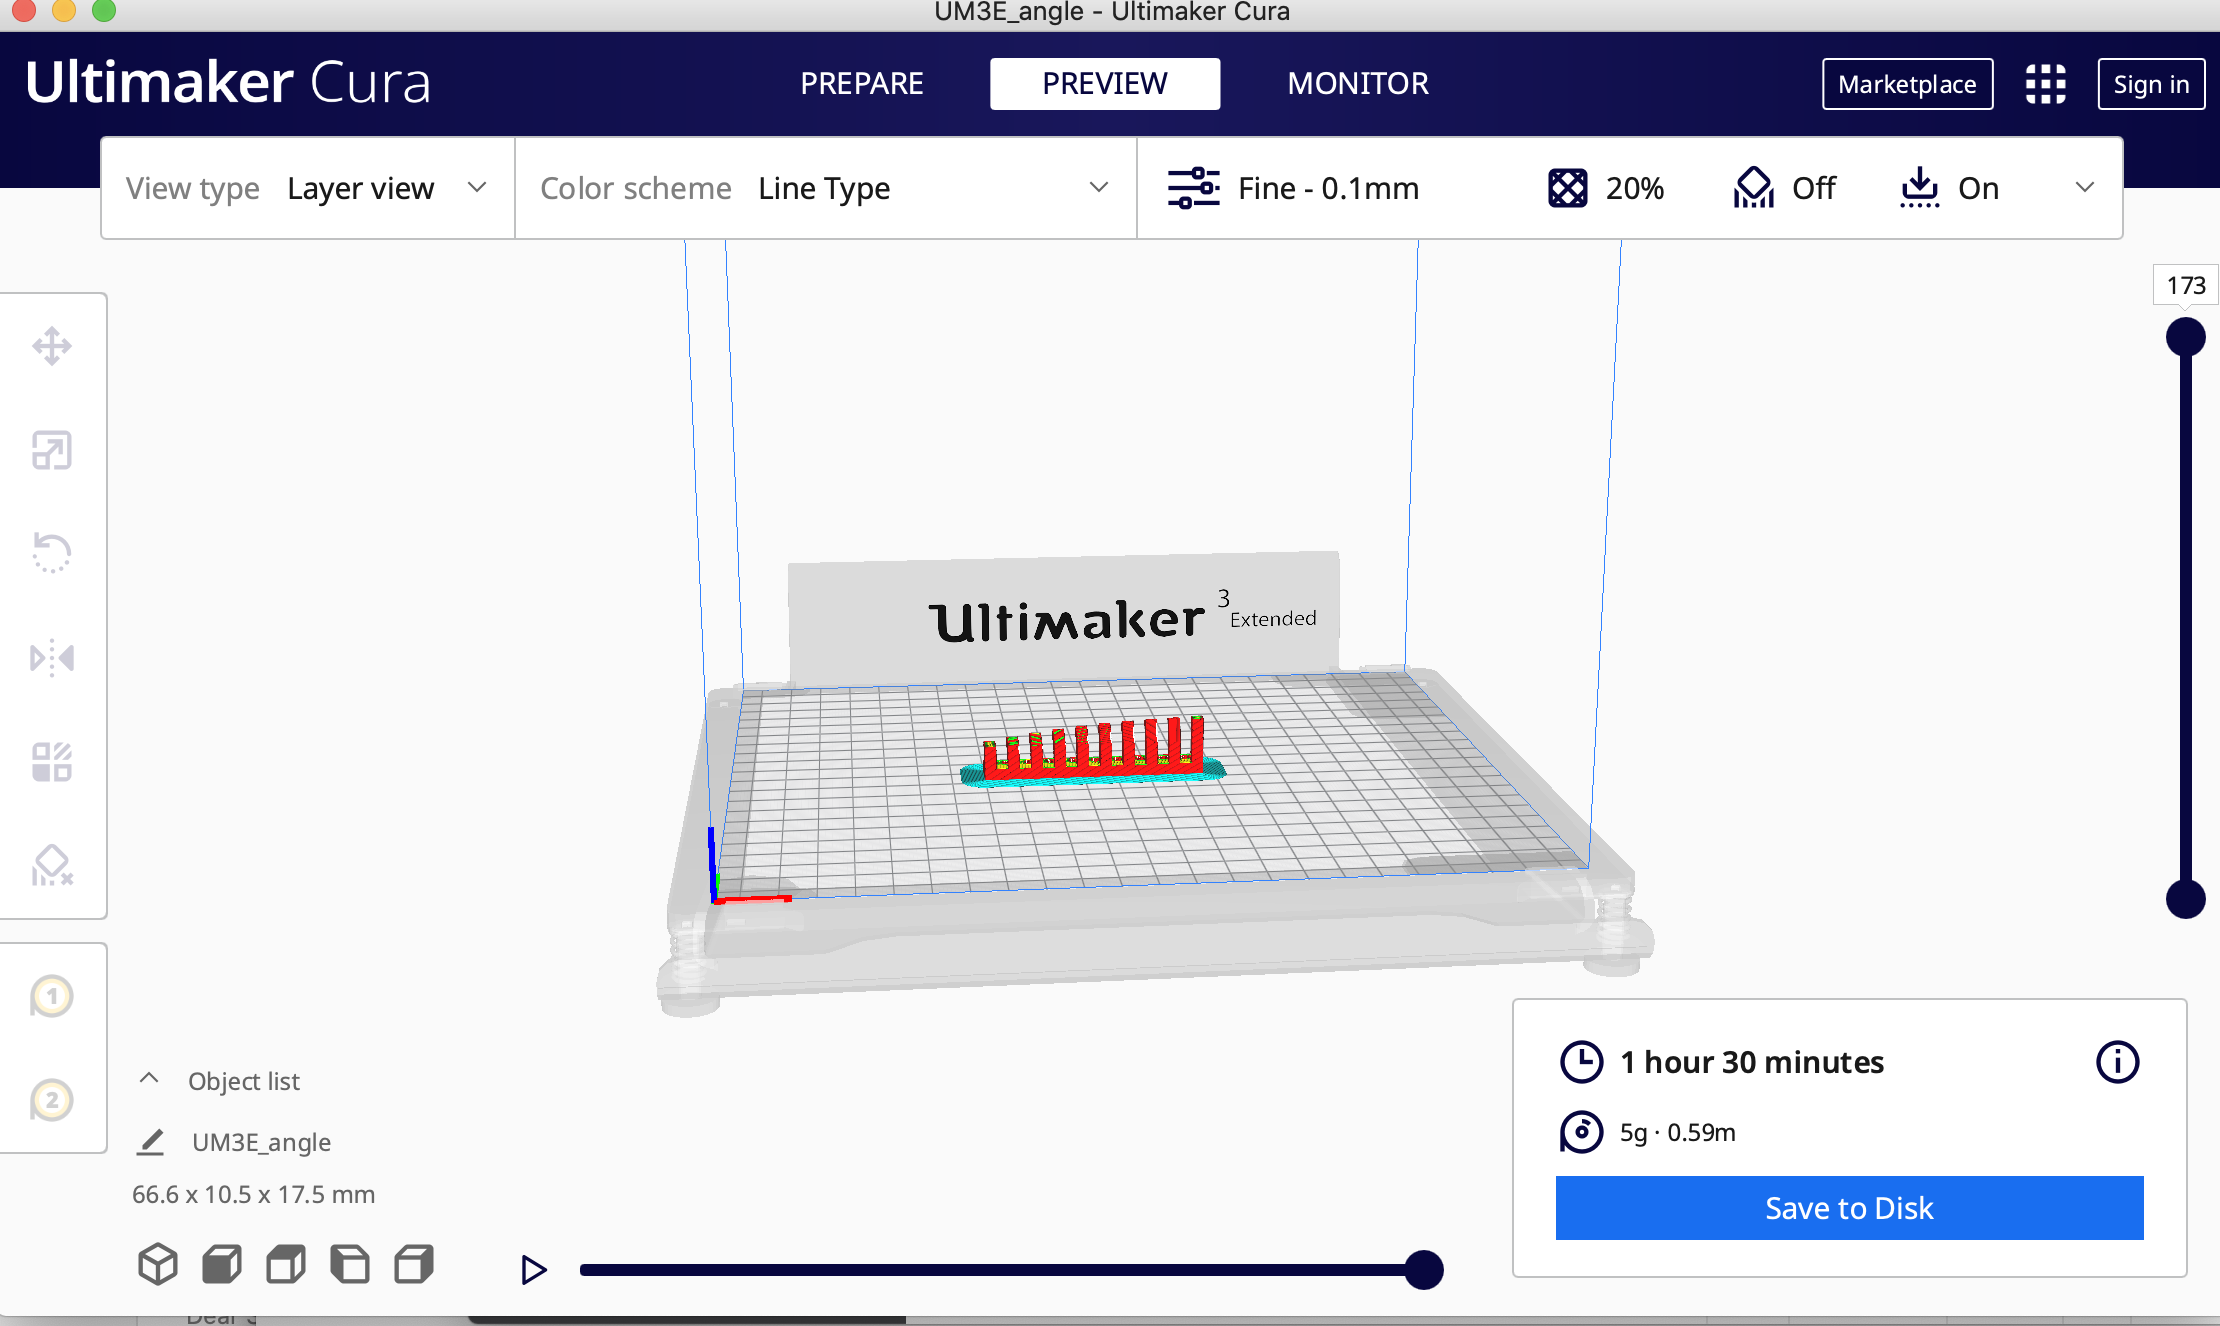 UM3E_angle - Ultimaker Cura
Ultimaker Cura
PREPARE
PREVIEW
MONITOR
Marketplace
Sign in
View type Layer view
Color scheme Line Type
Fine - 0.1mm
20%
Off
On
173
Ultimaker 3 Extended
1
2
Object list
UM3E_angle
66.6 x 10.5 x 17.5 mm
1 hour 30 minutes
5g · 0.59m
Save to Disk